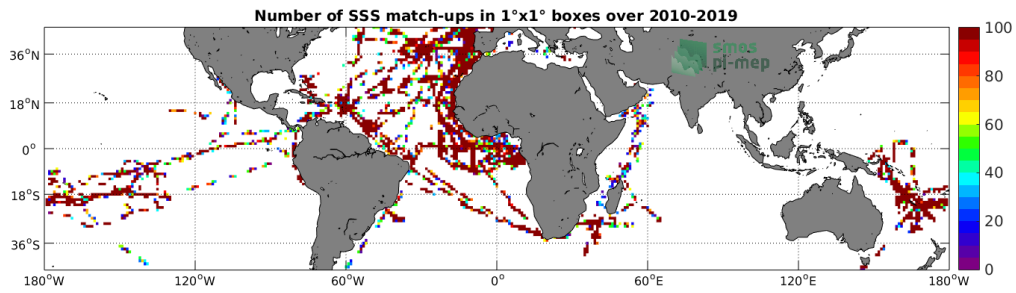 Number of SSS match-ups in 1°x1° boxes over 2010-2019
smos
pi-mep
36°N
18°N
0°
18°S
36°S
180°W
120°W
60°W
0°
60°E
120°E
180°W
100
80
60
40
20
0